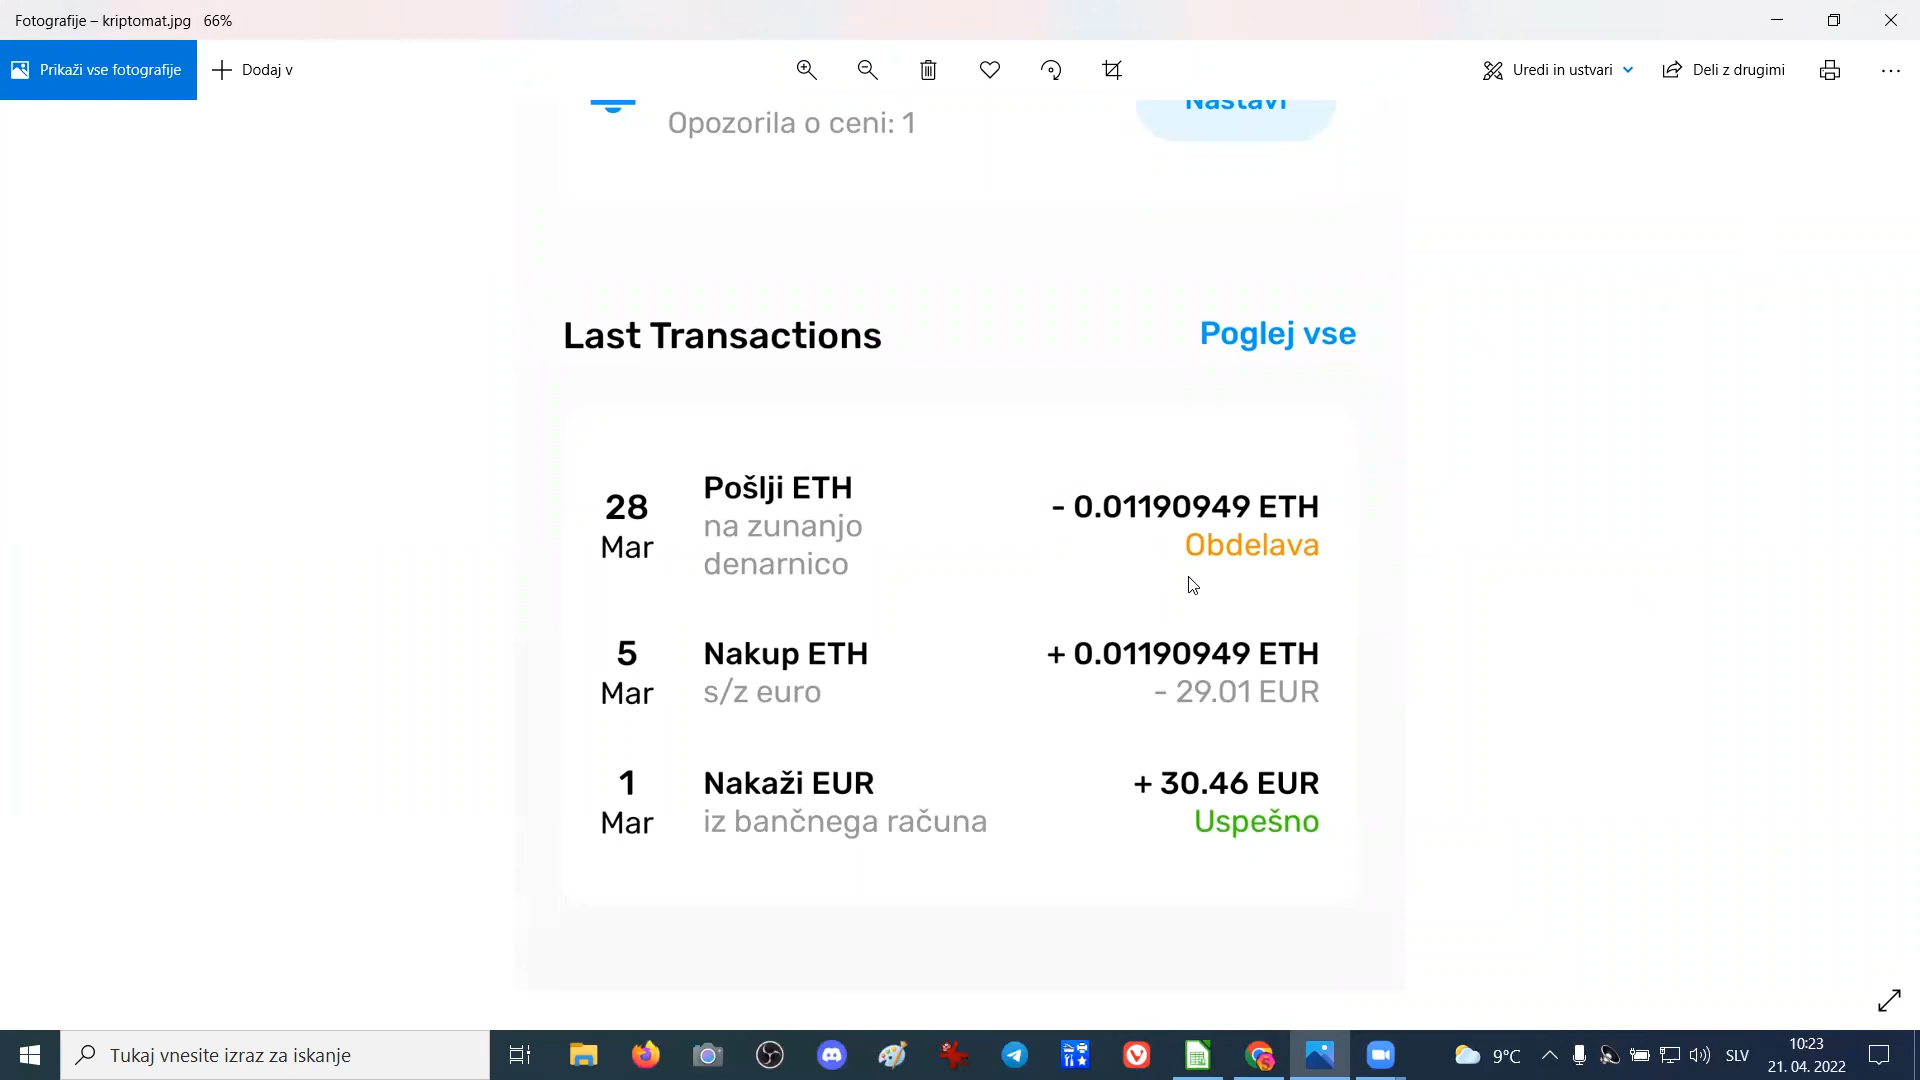 Fotografije – kriptomat.jpg 66%
Prikaži vse fotografije
Dodaj v
Uredi in ustvari
Deli z drugimi
Nastavi
Opozorila o ceni: 1
Last Transactions
Poglej vse
28 Mar
Pošlji ETH
na zunanjo
denarnico
- 0.01190949 ETH
Obdelava
5 Mar
Nakup ETH
s/z euro
+ 0.01190949 ETH
- 29.01 EUR
1 Mar
Nakaži EUR
iz bančnega računa
+ 30.46 EUR
Uspešno
Tukaj vnesite izraz za iskanje
9°C
SLV
10:23
21. 04. 2022